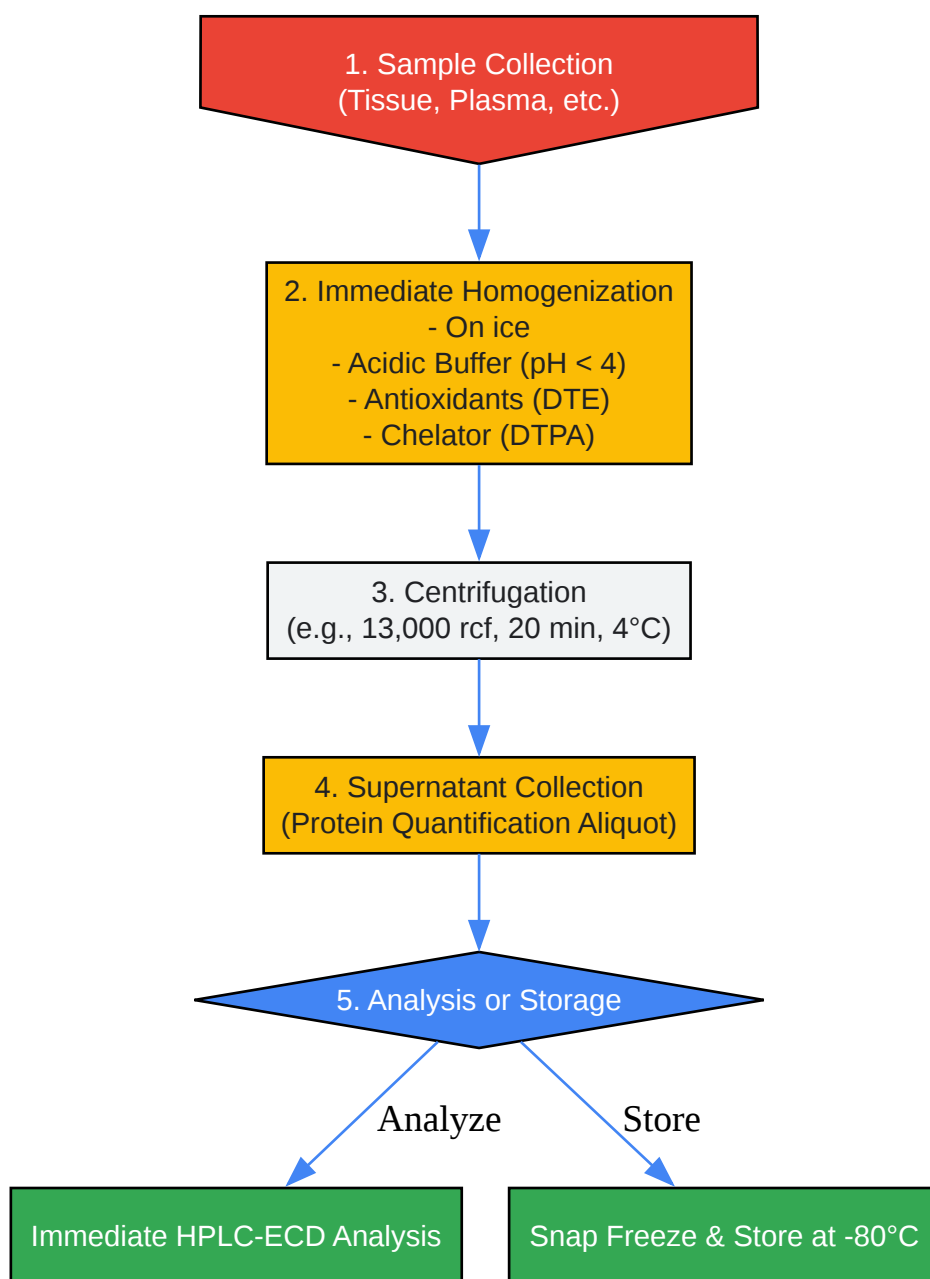 1. Sample Collection
(Tissue, Plasma, etc.)
2. Immediate Homogenization
- On ice
- Acidic Buffer (pH < 4)
- Antioxidants (DTE)
- Chelator (DTPA)
3. Centrifugation
(e.g., 13,000 rcf, 20 min, 4°C)
4. Supernatant Collection
(Protein Quantification Aliquot)
5. Analysis or Storage
Analyze
Store
Immediate HPLC-ECD Analysis
Snap Freeze & Store at -80°C